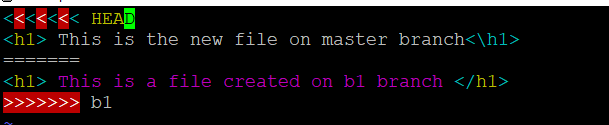 <<<<<<< HEAD
<h1> This is the new file on master branch<\h1>
=======
<h1> This is a file created on b1 branch </h1>
>>>>>>> b1
~